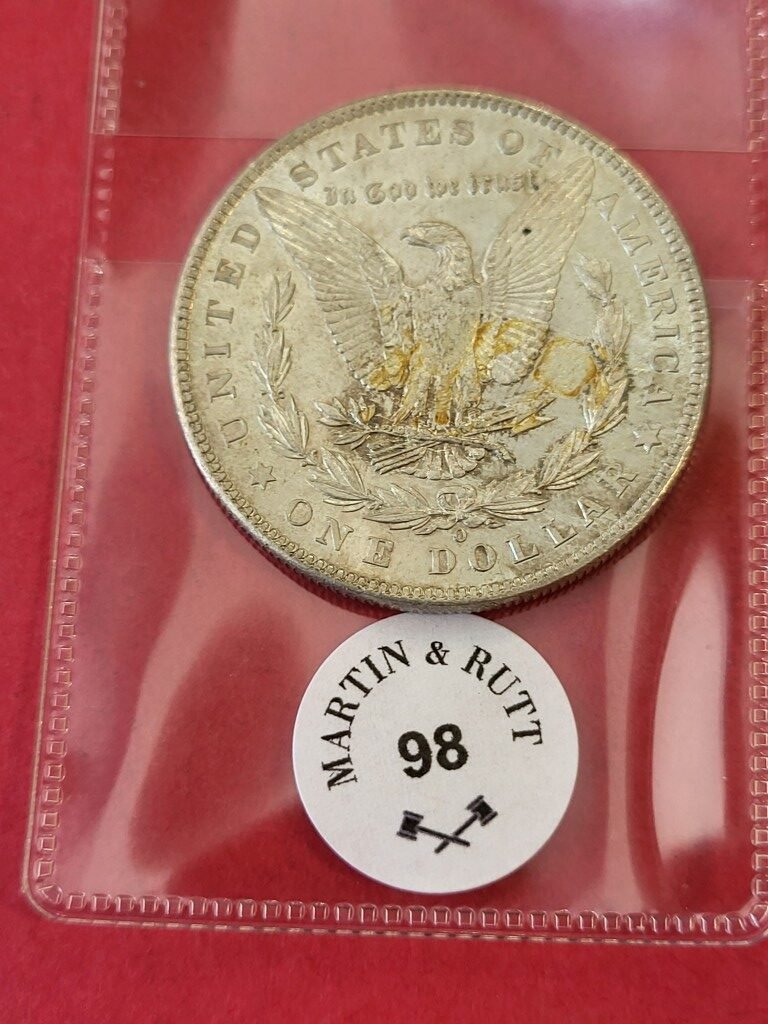 UNITED STATES OF AMERICA
In God we trust
O
ONE DOLLAR
MARTIN & RUTT
98